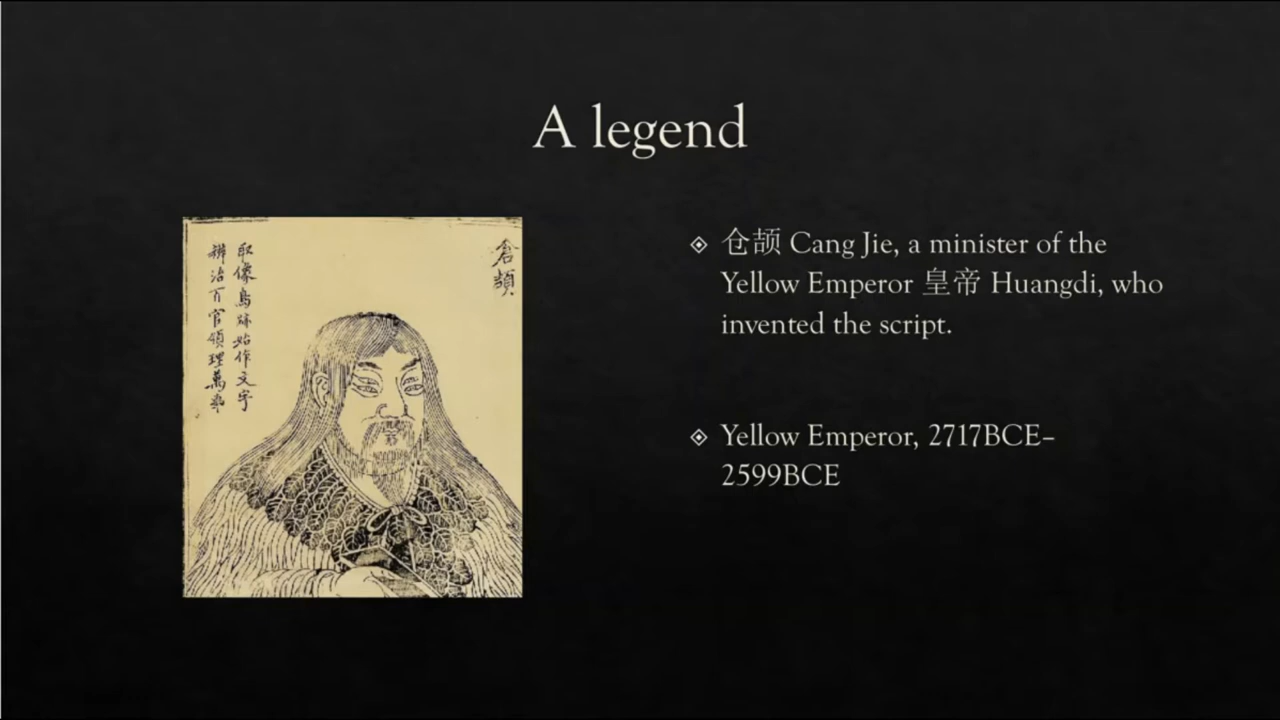 A legend
倉頡
取像鳥跡始作文字
辦治百官領理萬事
仓颉 Cang Jie, a minister of the
Yellow Emperor 皇帝 Huangdi, who
invented the script.
Yellow Emperor, 2717BCE–
2599BCE